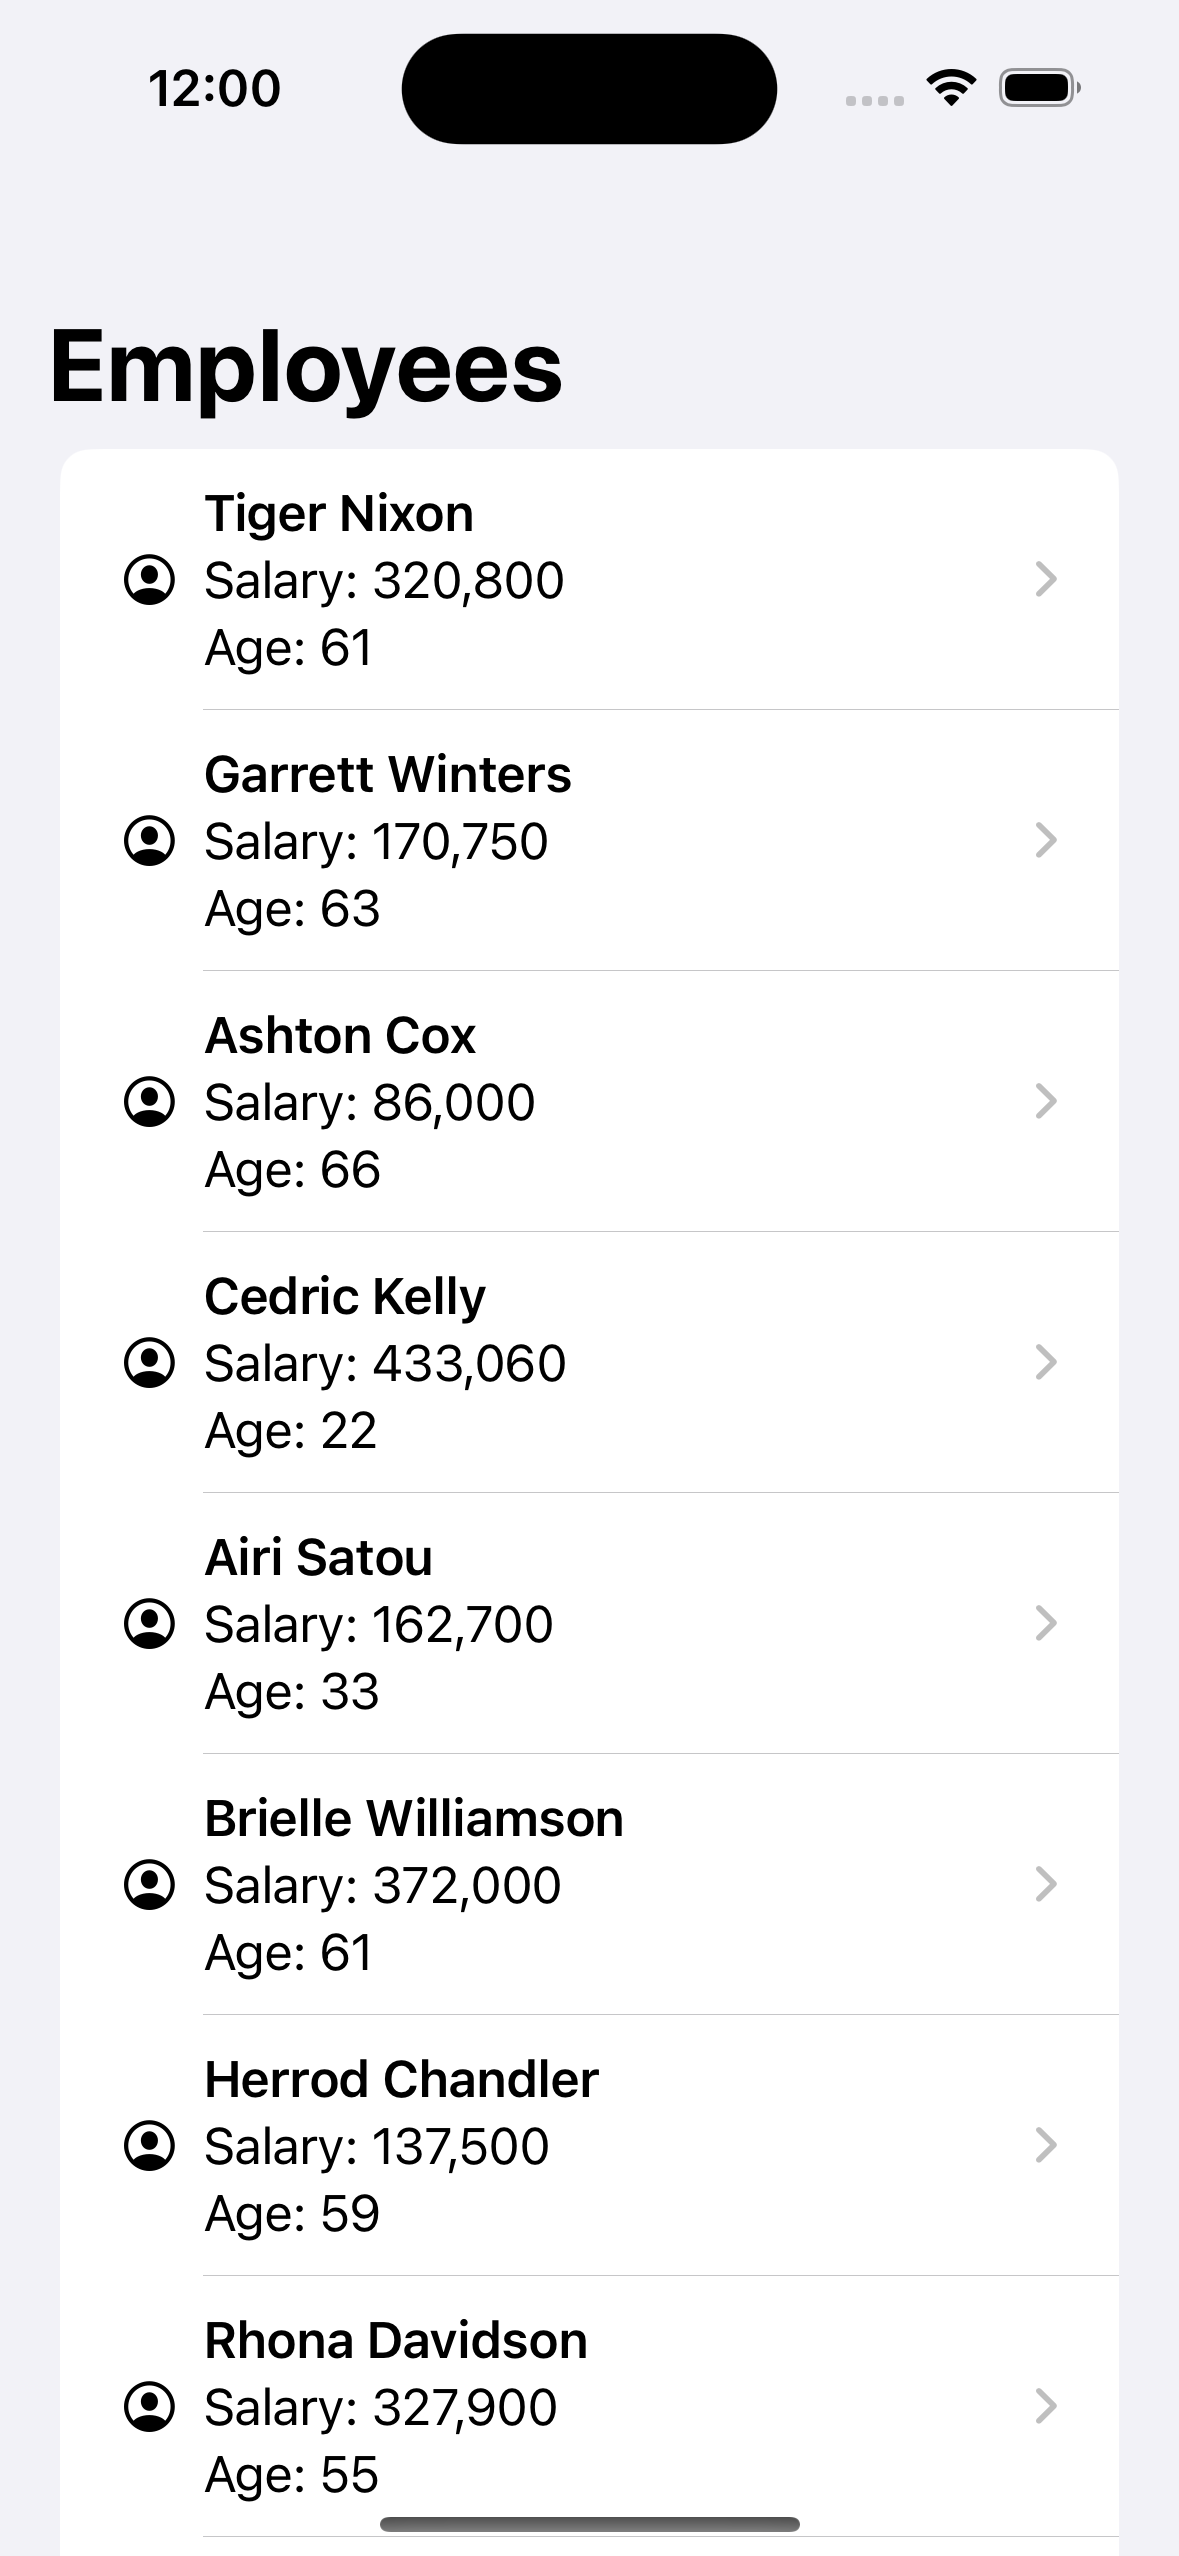 12:00
Employees
Tiger Nixon
Salary: 320,800
Age: 61
Garrett Winters
Salary: 170,750
Age: 63
Ashton Cox
Salary: 86,000
Age: 66
Cedric Kelly
Salary: 433,060
Age: 22
Airi Satou
Salary: 162,700
Age: 33
Brielle Williamson
Salary: 372,000
Age: 61
Herrod Chandler
Salary: 137,500
Age: 59
Rhona Davidson
Salary: 327,900
Age: 55